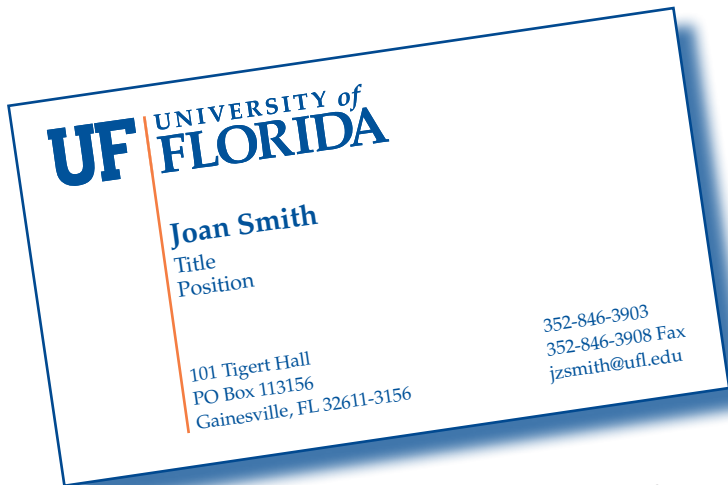 UF
UNIVERSITY of
FLORIDA
Joan Smith
Title
Position
101 Tigert Hall
PO Box 113156
Gainesville, FL 32611-3156
352-846-3903
352-846-3908 Fax
jzsmith@ufl.edu